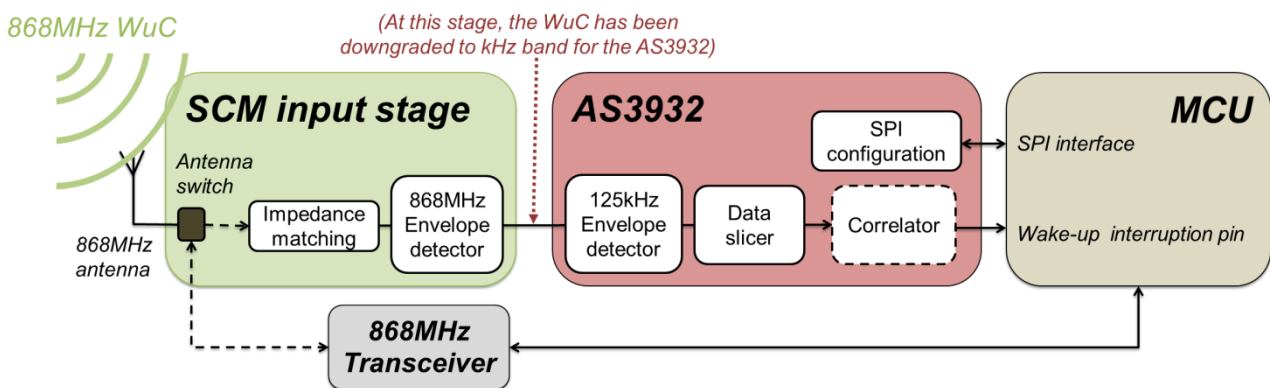 868MHz WuC
(At this stage, the WuC has been
downgraded to kHz band for the AS3932)
SCM input stage
AS3932
MCU
Antenna
switch
SPI
configuration
SPI interface
Impedance
matching
868MHz
Envelope
detector
125kHz
Envelope
detector
Data
slicer
Correlator
Wake-up interruption pin
868MHz
antenna
868MHz
Transceiver